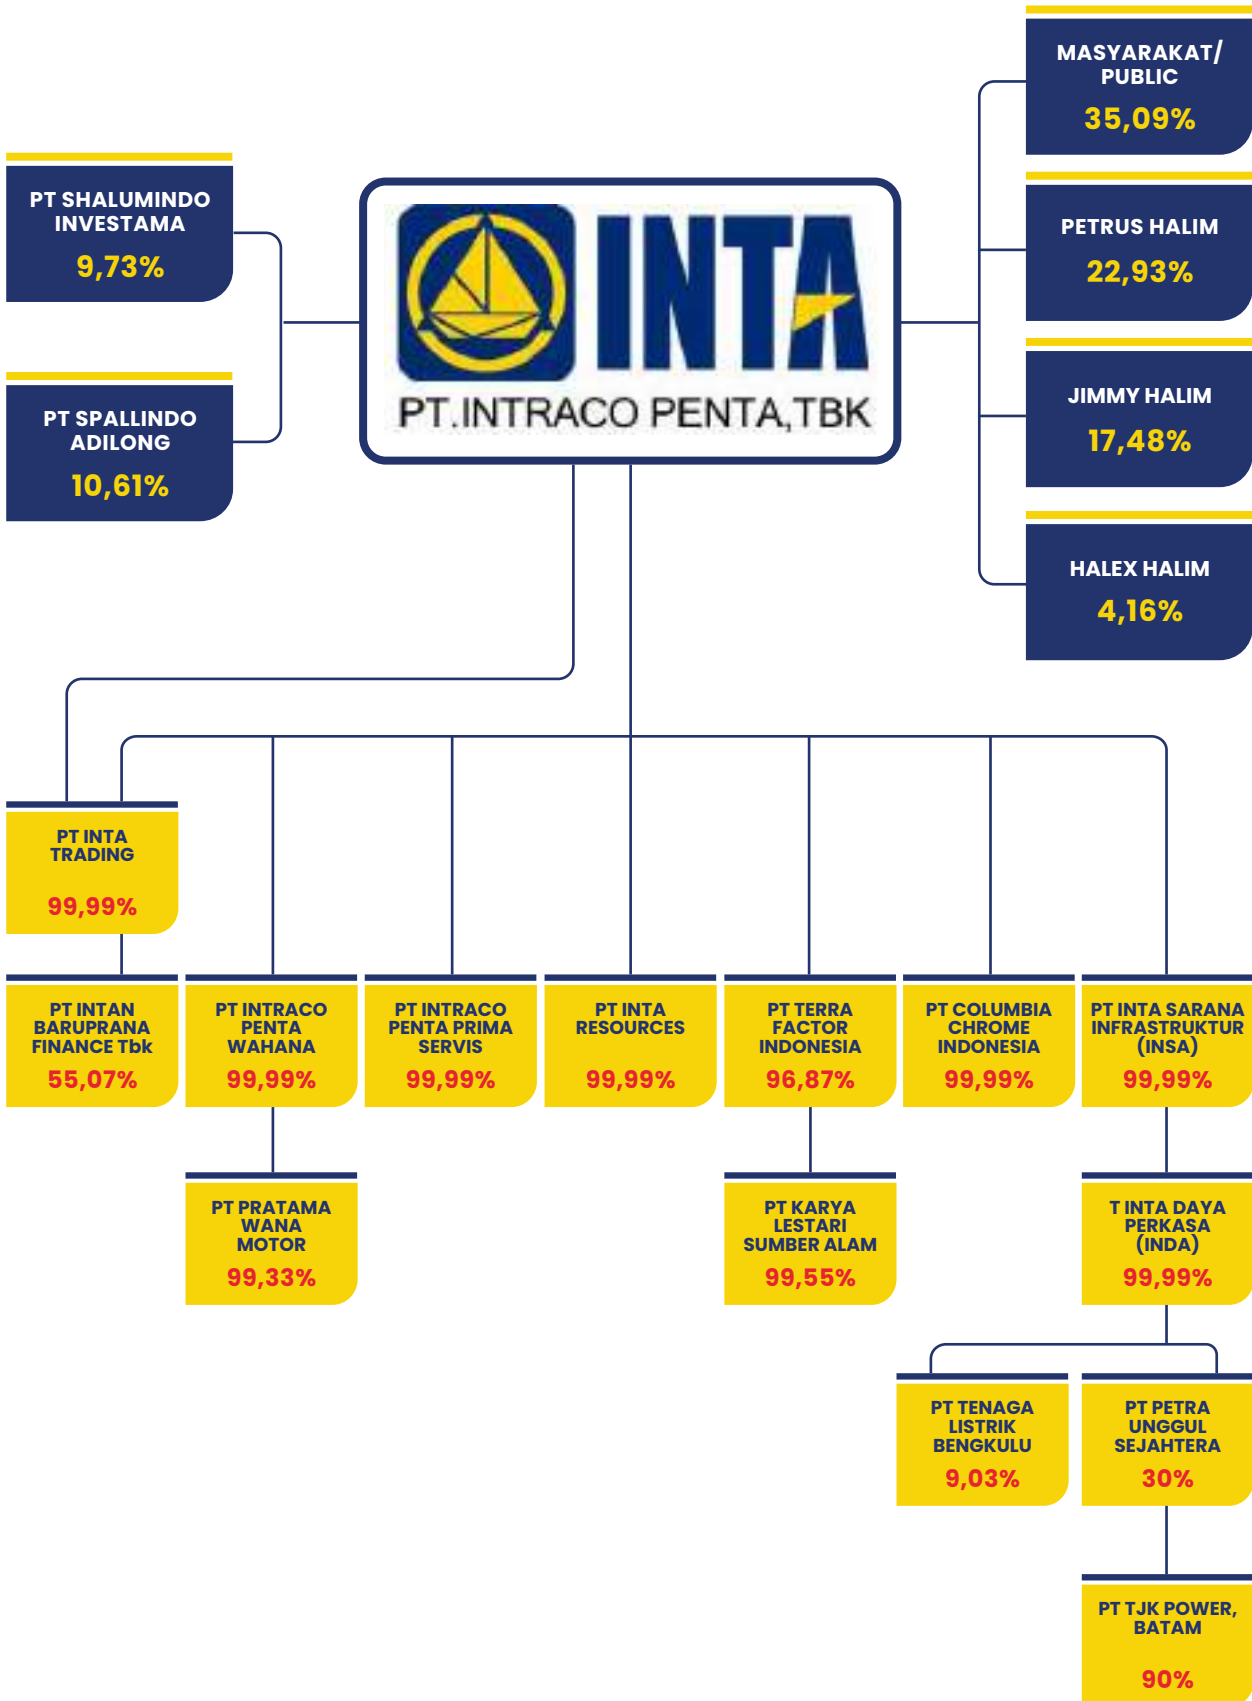 MASYARAKAT/
PUBLIC
35,09%
PT SHALUMINDO
INVESTAMA
9,73%
PETRUS HALIM
22,93%
INTA
PT.INTRACO PENTA,TBK
JIMMY HALIM
17,48%
PT SPALLINDO
ADILONG
10,61%
HALEX HALIM
4,16%
PT INTA
TRADING
99,99%
PT INTAN
BARUPRANA
FINANCE Tbk
55,07%
PT INTRACO
PENTA
WAHANA
99,99%
PT INTRACO
PENTA PRIMA
SERVIS
99,99%
PT INTA
RESOURCES
99,99%
PT TERRA
FACTOR
INDONESIA
96,87%
PT COLUMBIA
CHROME
INDONESIA
99,99%
PT INTA SARANA
INFRASTRUKTUR
(INSA)
99,99%
PT PRATAMA
WANA
MOTOR
99,33%
PT KARYA
LESTARI
SUMBER ALAM
99,55%
T INTA DAYA
PERKASA
(INDA)
99,99%
PT TENAGA
LISTRIK
BENGKULU
9,03%
PT PETRA
UNGGUL
SEJAHTERA
30%
PT TJK POWER,
BATAM
90%